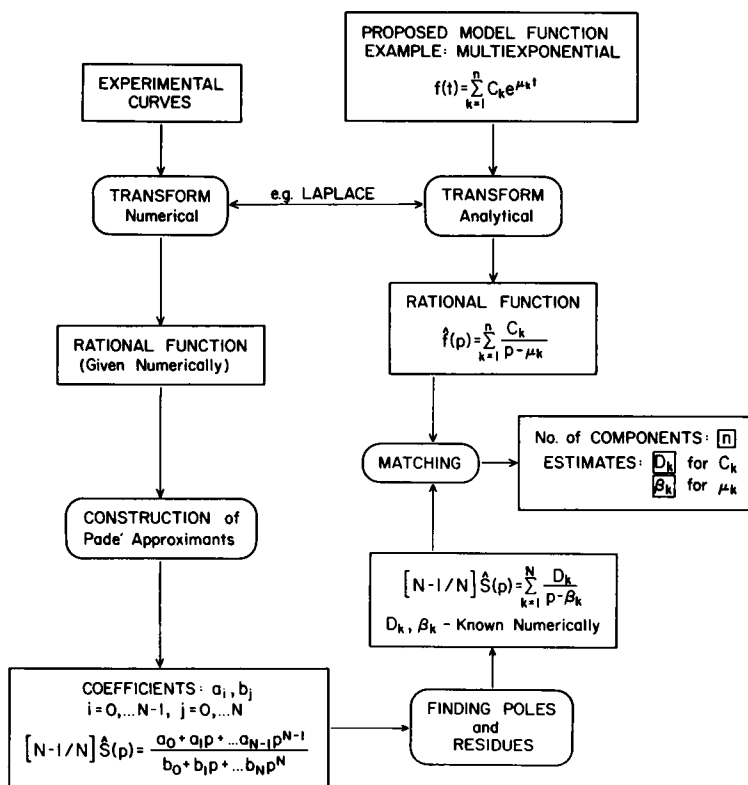 PROPOSED MODEL FUNCTION
EXAMPLE: MULTIEXPONENTIAL
f(t)=∑_{k=1}^{n} C_k e^{μ_k t}
EXPERIMENTAL
CURVES
TRANSFORM
Numerical
e.g. LAPLACE
TRANSFORM
Analytical
RATIONAL FUNCTION
f̂(p)=∑_{k=1}^{n} C_k/(p-μ_k)
RATIONAL FUNCTION
(Given Numerically)
MATCHING
No. of COMPONENTS: n
ESTIMATES: D_k for C_k
β_k for μ_k
CONSTRUCTION of
Pade' Approximants
[N-1/N] Ŝ(p)=∑_{k=1}^{N} D_k/(p-β_k)
D_k, β_k - Known Numerically
COEFFICIENTS: a_i, b_j
i=0,...N-1, j=0,...N
[N-1/N] Ŝ(p)=(a_0+a_1p+...a_{N-1}p^{N-1})/(b_0+b_1p+...b_Np^N)
FINDING POLES
and
RESIDUES